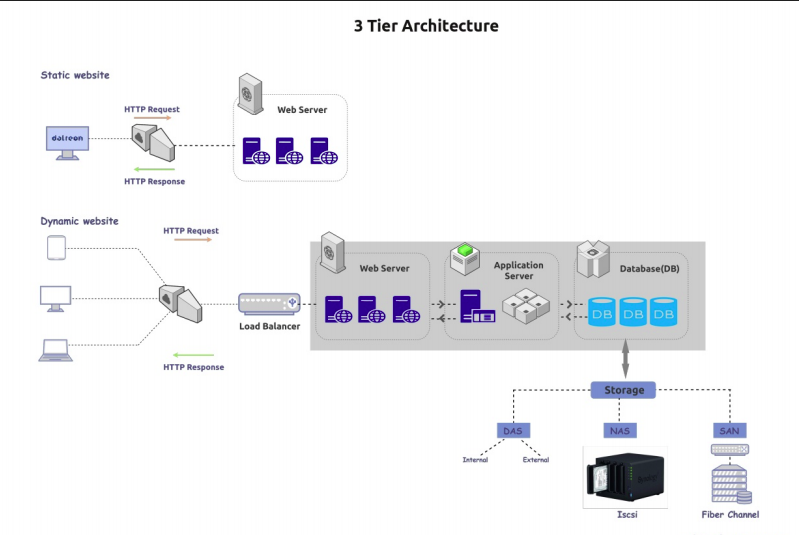 3 Tier Architecture
Static website
HTTP Request
Web Server
dalreon
HTTP Response
Dynamic website
HTTP Request
Web Server
Application
Server
Database(DB)
DB DB DB
Load Balancer
HTTP Response
Storage
DAS NAS SAN
Internal External
Iscsi Fiber Channel